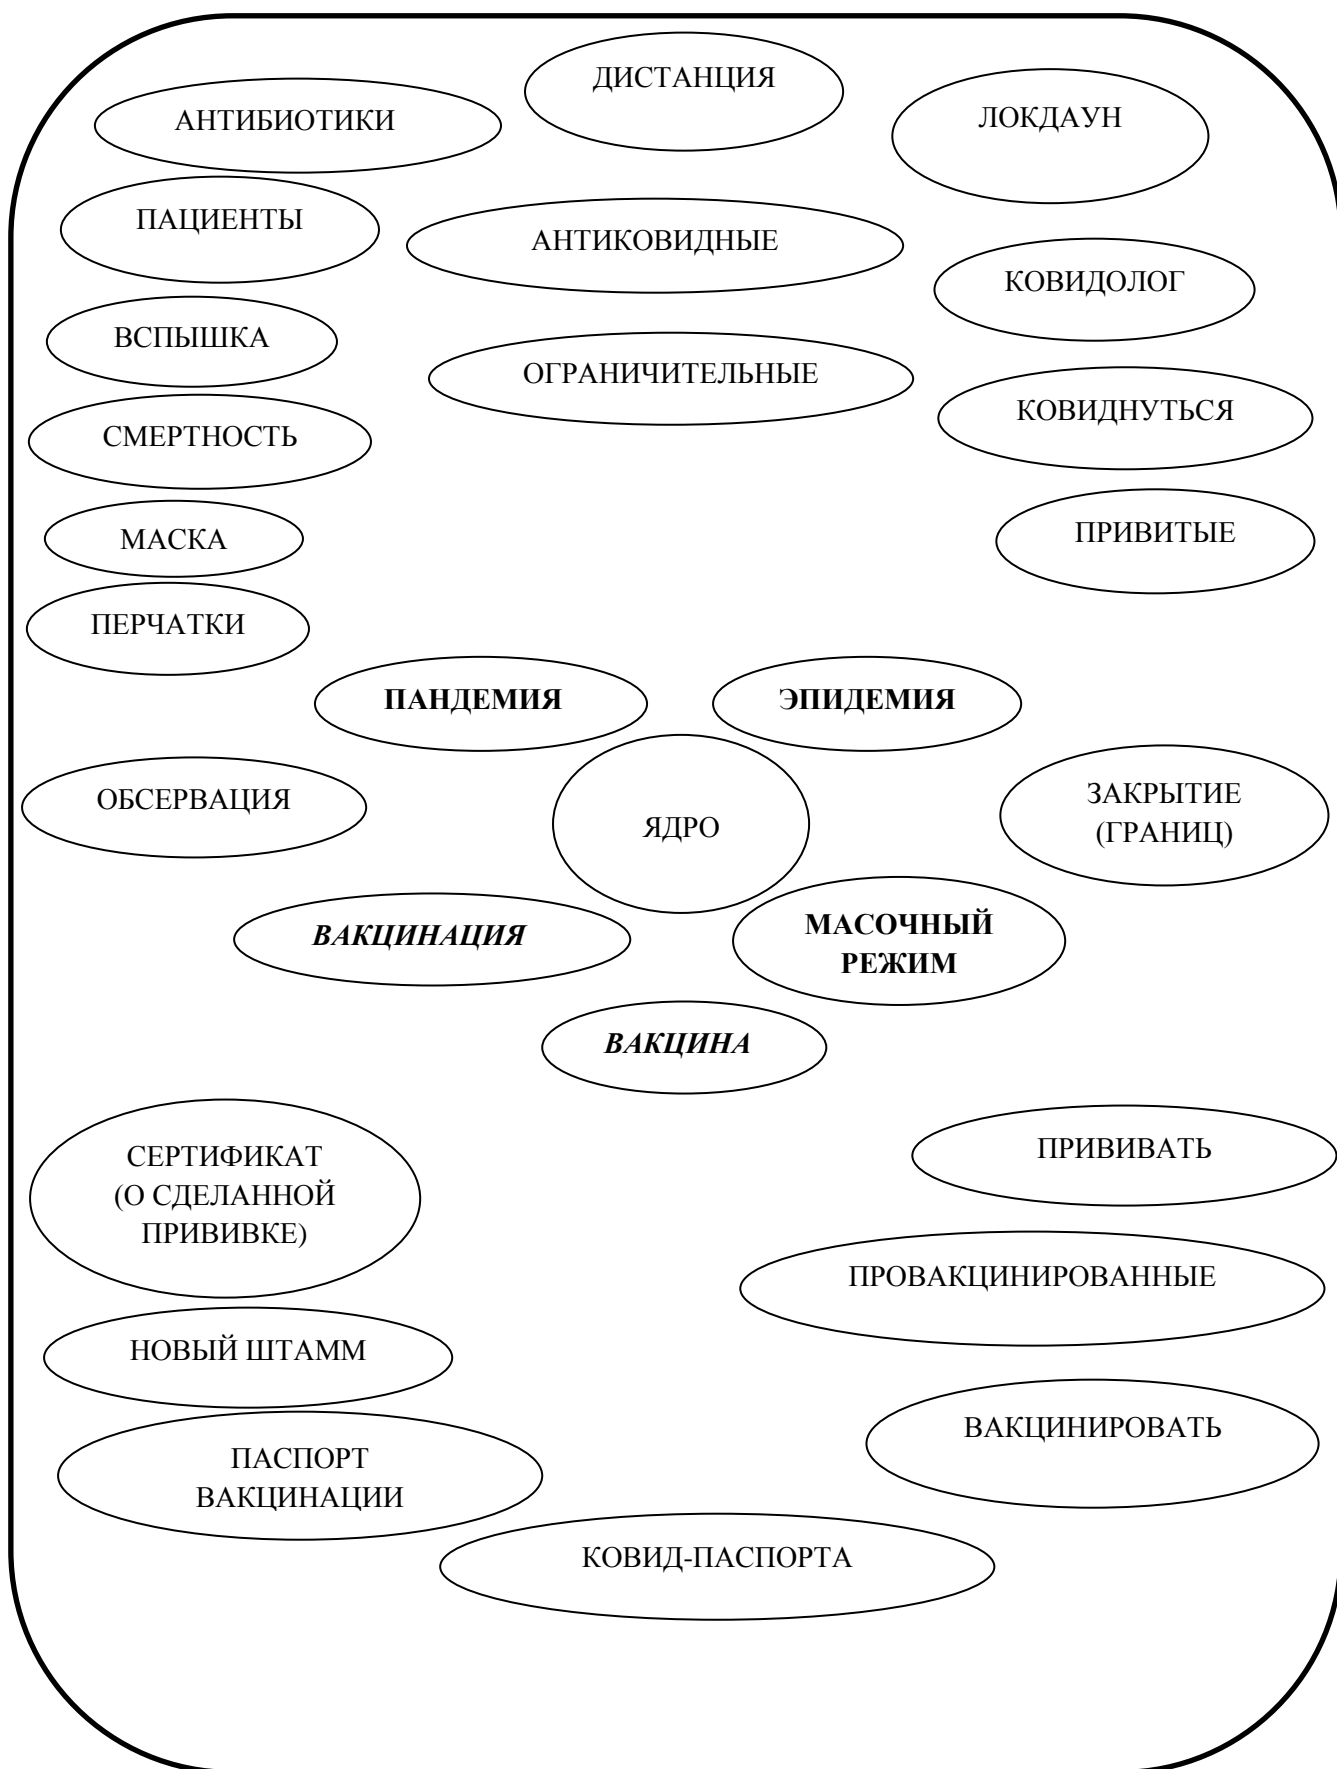 ДИСТАНЦИЯ
АНТИБИОТИКИ
ЛОКДАУН
ПАЦИЕНТЫ
АНТИКОВИДНЫЕ
КОВИДОЛОГ
ВСПЫШКА
ОГРАНИЧИТЕЛЬНЫЕ
КОВИДНУТЬСЯ
СМЕРТНОСТЬ
ПРИВИТЫЕ
МАСКА
ПЕРЧАТКИ
ПАНДЕМИЯ
ЭПИДЕМИЯ
ОБСЕРВАЦИЯ
ЗАКРЫТИЕ
(ГРАНИЦ)
ЯДРО
ВАКЦИНАЦИЯ
МАСОЧНЫЙ
РЕЖИМ
ВАКЦИНА
СЕРТИФИКАТ
(О СДЕЛАННОЙ
ПРИВИВКЕ)
ПРИВИВАТЬ
ПРОВАКЦИНИРОВАННЫЕ
НОВЫЙ ШТАММ
ВАКЦИНИРОВАТЬ
ПАСПОРТ
ВАКЦИНАЦИИ
КОВИД-ПАСПОРТА